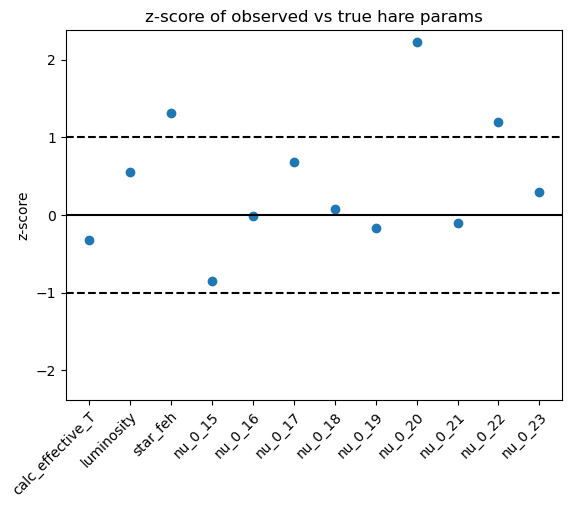 z-score of observed vs true hare params
z-score
2
1
0
−1
−2
calc_effective_T
luminosity
star_feh
nu_0_15
nu_0_16
nu_0_17
nu_0_18
nu_0_19
nu_0_20
nu_0_21
nu_0_22
nu_0_23